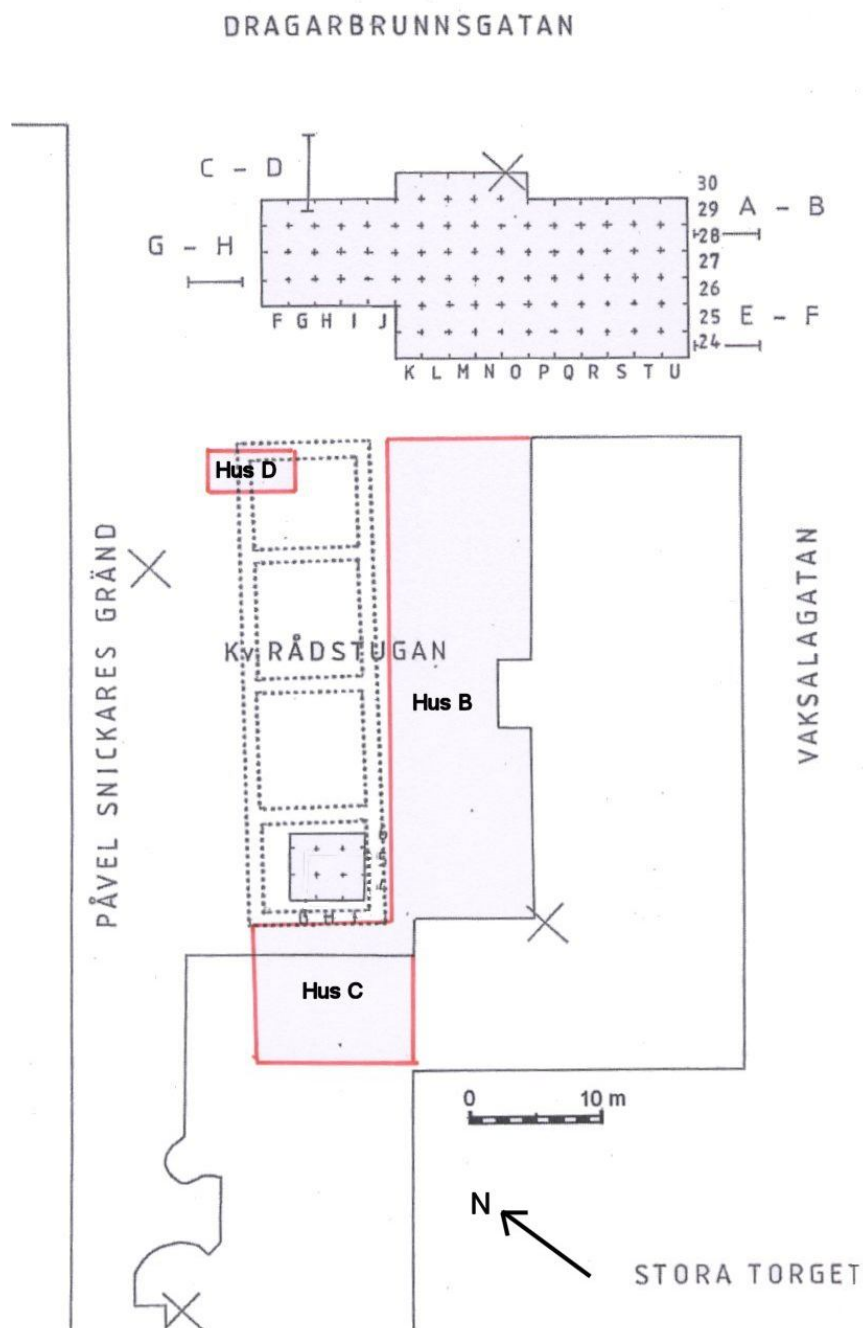 DRAGARBRUNNSGATAN
C - D
30
29 A - B
28
G - H
27
26
25 E - F
24
F G H I J
K L M N O P Q R S T U
Hus D
PÅVEL SNICKARES GRÄND
Kv RÅDSTUGAN
Hus B
VAKSALAGATAN
G H I
Hus C
0 10 m
N
STORA TORGET